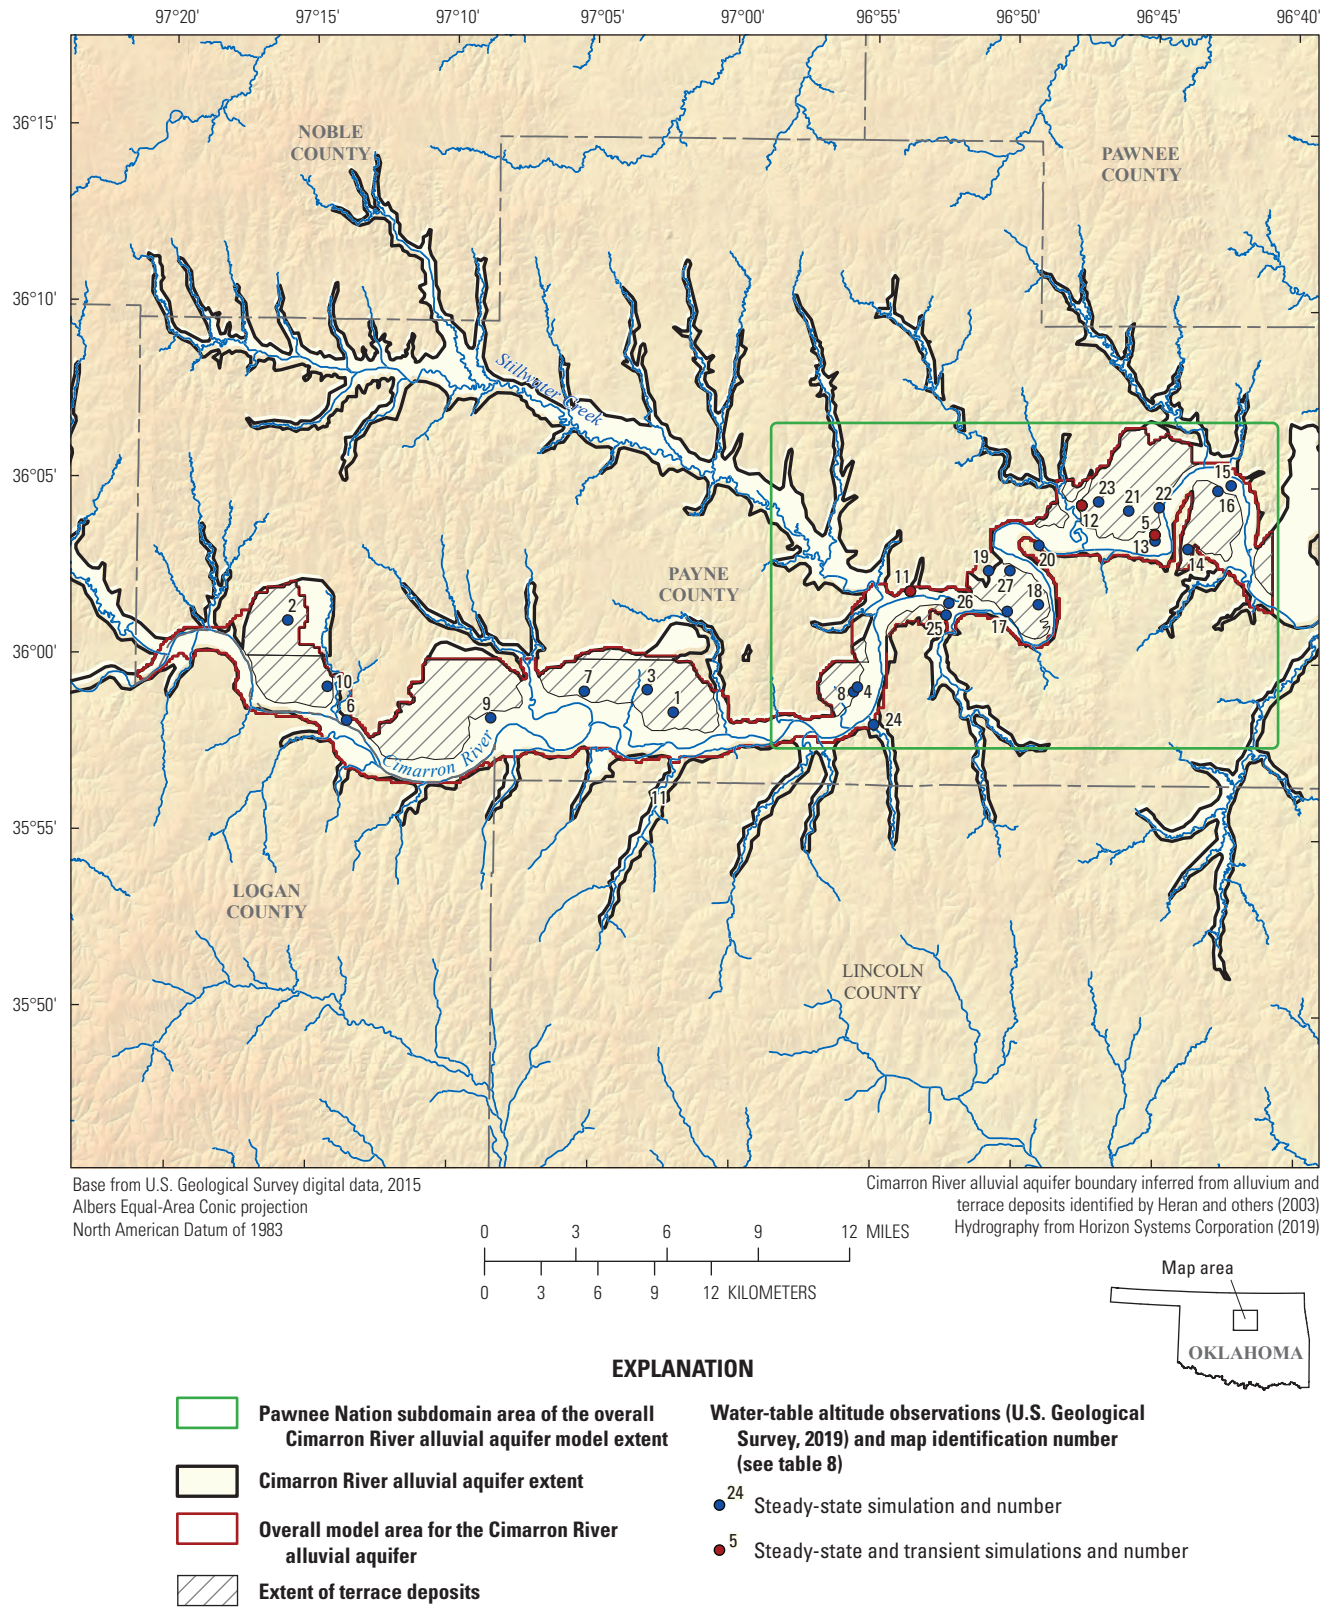 97°20'
97°15'
97°10'
97°05'
97°00'
96°55'
96°50'
96°45'
96°40'
36°15'
36°10'
36°05'
36°00'
35°55'
35°50'
NOBLE
COUNTY
PAWNEE
COUNTY
Stillwater Creek
PAYNE
COUNTY
15
23
22
16
21
12
5
13
14
20
19
11
27
18
26
2
25
17
10
7
3
8
4
6
9
1
24
Cimarron River
11
LOGAN
COUNTY
LINCOLN
COUNTY
Base from U.S. Geological Survey digital data, 2015
Albers Equal-Area Conic projection
North American Datum of 1983
Cimarron River alluvial aquifer boundary inferred from alluvium and
terrace deposits identified by Heran and others (2003)
Hydrography from Horizon Systems Corporation (2019)
0 3 6 9 12 MILES
0 3 6 9 12 KILOMETERS
Map area
OKLAHOMA
EXPLANATION
Pawnee Nation subdomain area of the overall
Cimarron River alluvial aquifer model extent
Cimarron River alluvial aquifer extent
Overall model area for the Cimarron River
alluvial aquifer
Extent of terrace deposits
Water-table altitude observations (U.S. Geological
Survey, 2019) and map identification number
(see table 8)
24 Steady-state simulation and number
5 Steady-state and transient simulations and number